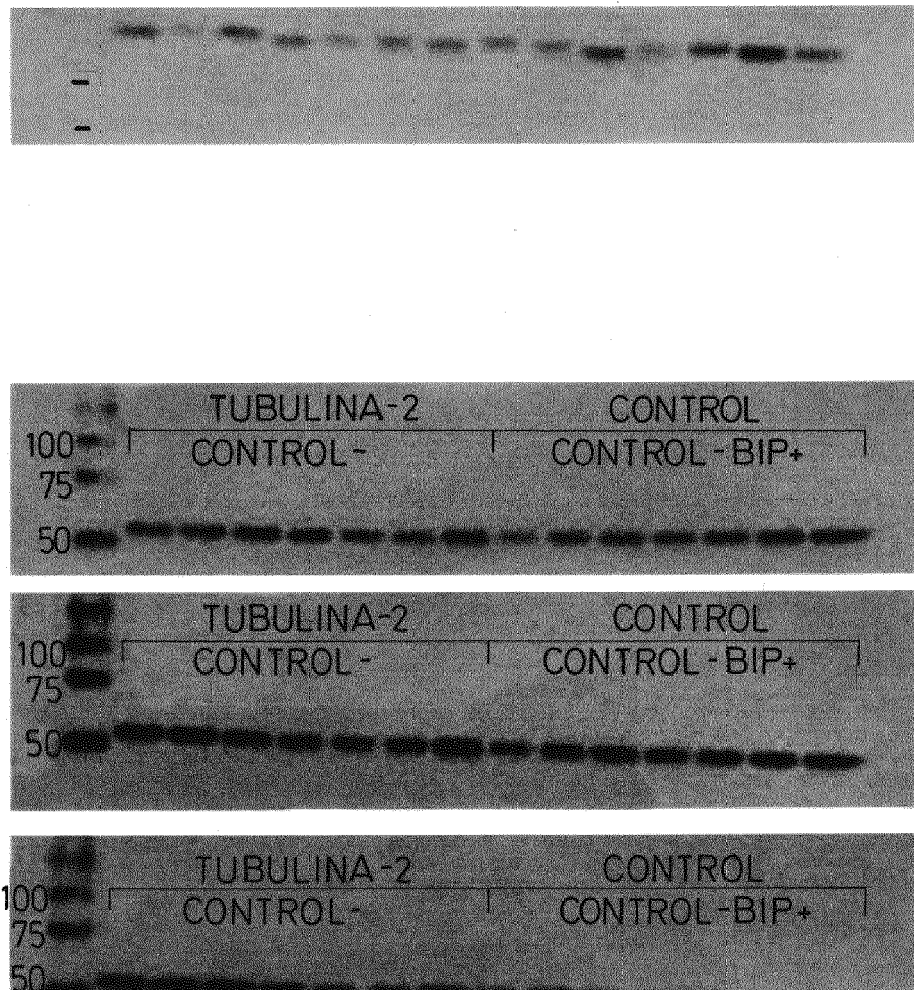 TUBULINA-2 CONTROL
100 CONTROL- CONTROL-BIP+
75
50
TUBULINA-2 CONTROL
100 CONTROL- CONTROL-BIP+
75
50
TUBULINA-2 CONTROL
100 CONTROL- CONTROL-BIP+
75
50